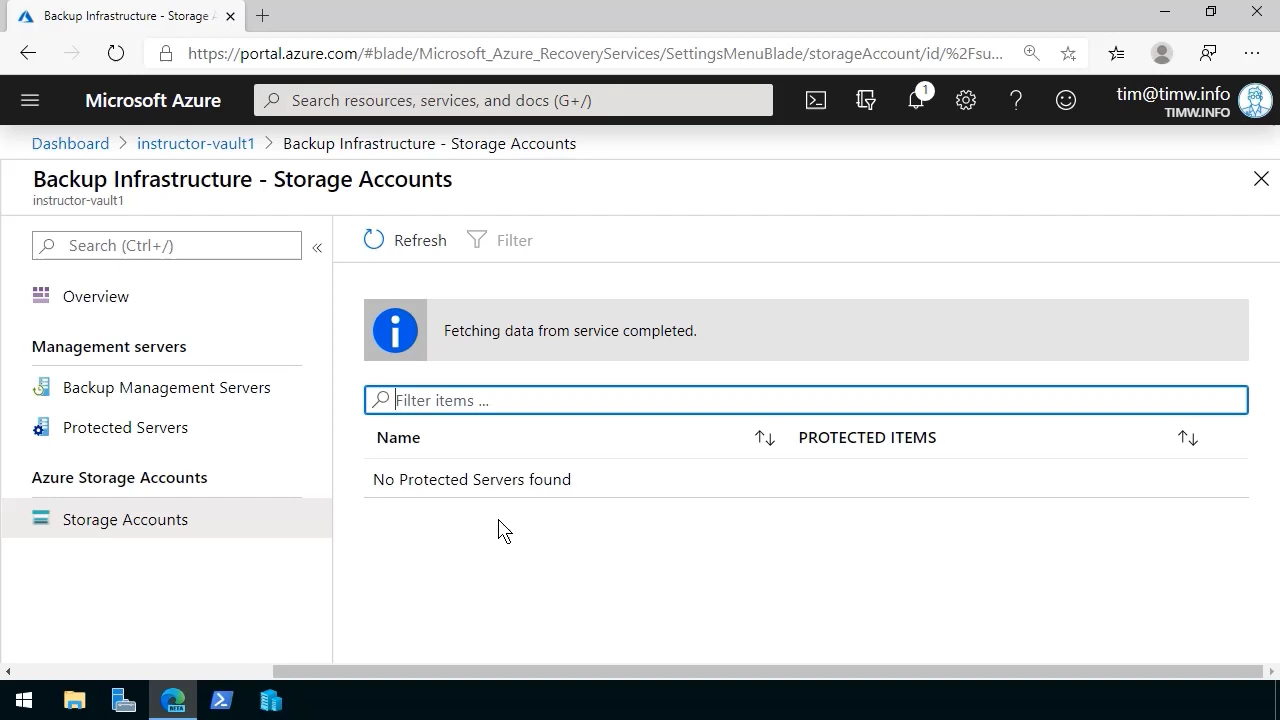 Backup Infrastructure - Storage A
https://portal.azure.com/#blade/Microsoft_Azure_RecoveryServices/SettingsMenuBlade/storageAccount/id/%2Fsu...
Microsoft Azure
Search resources, services, and docs (G+/)
1
tim@timw.info
TIMW.INFO
Dashboard > instructor-vault1 > Backup Infrastructure - Storage Accounts
Backup Infrastructure - Storage Accounts
instructor-vault1
Search (Ctrl+/)
«
Refresh
Filter
Overview
Management servers
Backup Management Servers
Protected Servers
Azure Storage Accounts
Storage Accounts
Fetching data from service completed.
Filter items ...
Name
PROTECTED ITEMS
No Protected Servers found
BETA